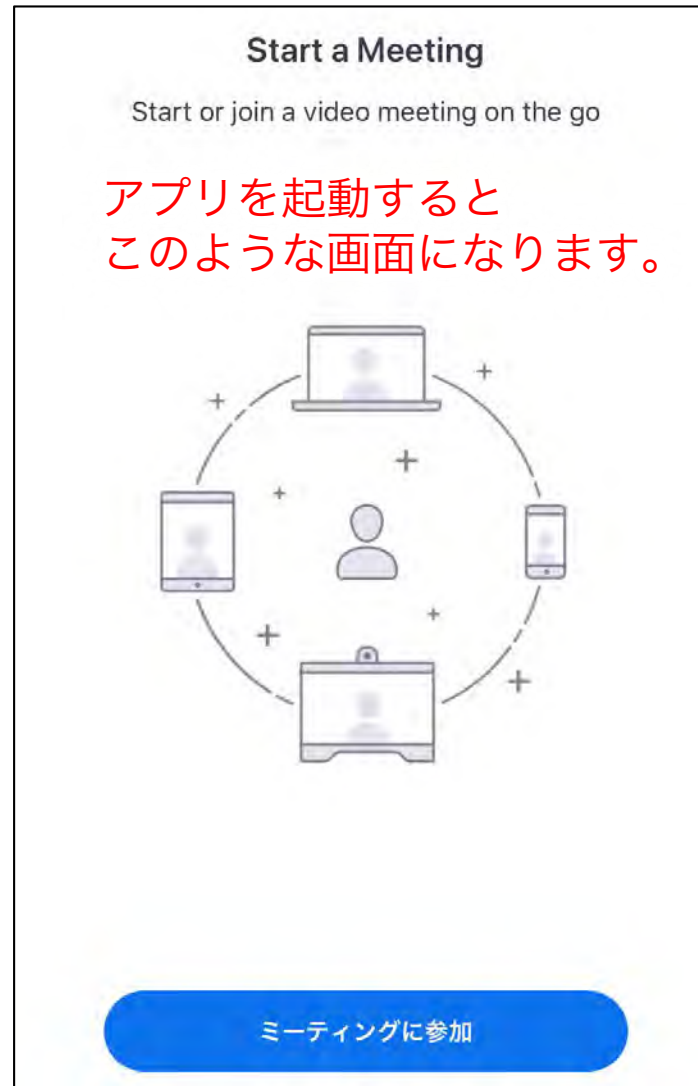 Start a Meeting
Start or join a video meeting on the go
アプリを起動すると
このような画面になります。
ミーティングに参加